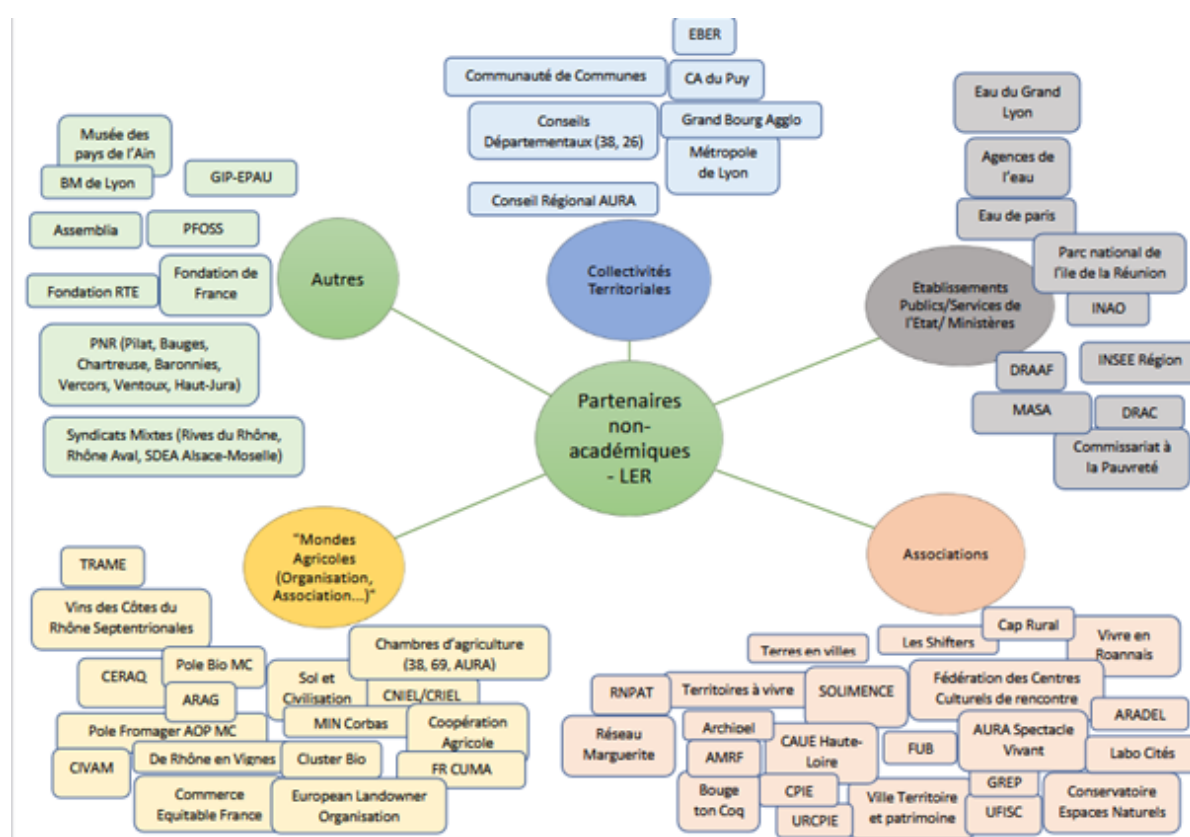 EBER
Communauté de Communes
CA du Puy
Conseils
Départementaux (38, 26)
Grand Bourg Agglo
Métropole
de Lyon
Conseil Régional AURA
Collectivités
Territoriales
Eau du Grand
Lyon
Agences de
l'eau
Eau de paris
Parc national de
l'ile de la Réunion
INAO
INSEE Région
DRAAF
MASA
DRAC
Commissariat à
la Pauvreté
Etablissements
Publics/Services de
l'Etat/ Ministères
Musée des
pays de l'Ain
BM de Lyon
GIP-EPAU
Assemblia
PFOSS
Fondation RTE
Fondation de
France
PNR (Pilat, Bauges,
Chartreuse, Baronnies,
Vercors, Ventoux, Haut-Jura)
Syndicats Mixtes (Rives du Rhône,
Rhône Aval, SDEA Alsace-Moselle)
Autres
Partenaires
non-
académiques
- LER
"Mondes
Agricoles
(Organisation,
Association...)"
TRAME
Vins des Côtes du
Rhône Septentrionales
CERAQ
Pole Bio MC
ARAG
Sol et
Civilisation
Chambres d'agriculture
(38, 69, AURA)
CNIEL/CRIEL
MIN Corbas
Coopération
Agricole
Pole Fromager AOP MC
CIVAM
De Rhône en Vignes
Cluster Bio
FR CUMA
Commerce
Equitable France
European Landowner
Organisation
Associations
Terres en villes
Les Shifters
Cap Rural
Vivre en
Roannais
RNPAT
Territoires à vivre
SOLIMENCE
Fédération des Centres
Culturels de rencontre
ARADEL
Réseau
Marguerite
Archipel
AMRF
CAUE Haute-
Loire
FUB
AURA Spectacle
Vivant
Labo Cités
Bouge
ton Coq
CPIE
URCPIE
Ville Territoire
et patrimoine
GREP
UFISC
Conservatoire
Espaces Naturels